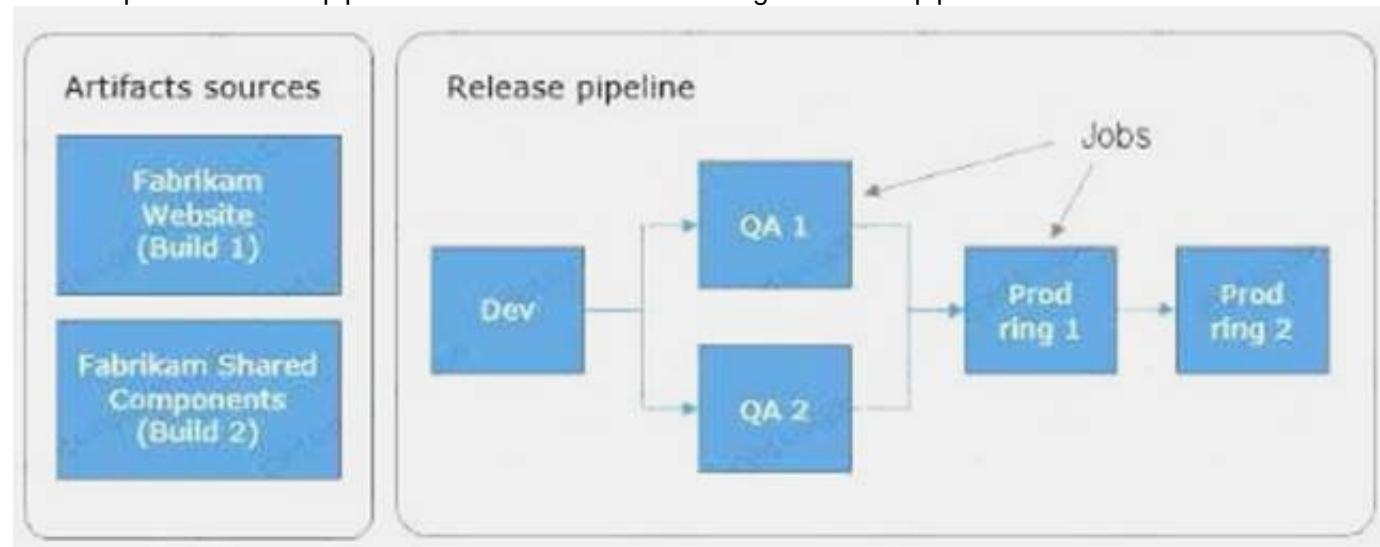 Artifacts sources
Fabrikam
Website
(Build 1)
Fabrikam Shared
Components
(Build 2)
Release pipeline
Jobs
Dev
QA 1
QA 2
Prod
ring 1
Prod
ring 2